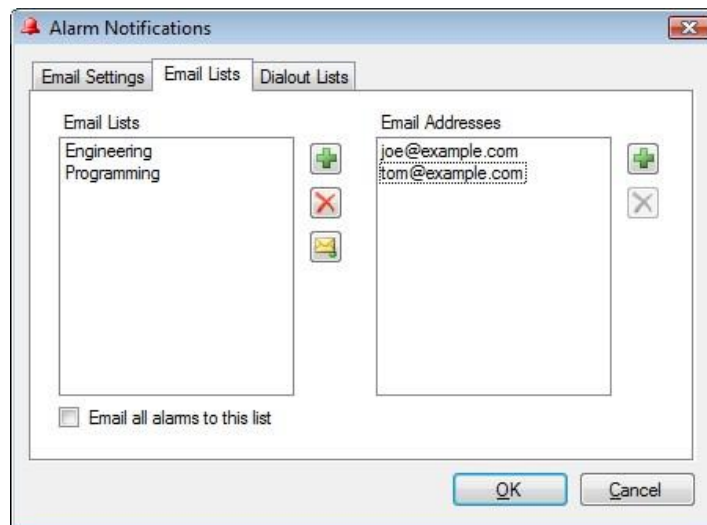 Alarm Notifications
Email Settings
Email Lists
Dialout Lists
Email Lists
Engineering
Programming
Email Addresses
joe@example.com
tom@example.com
Email all alarms to this list
OK
Cancel